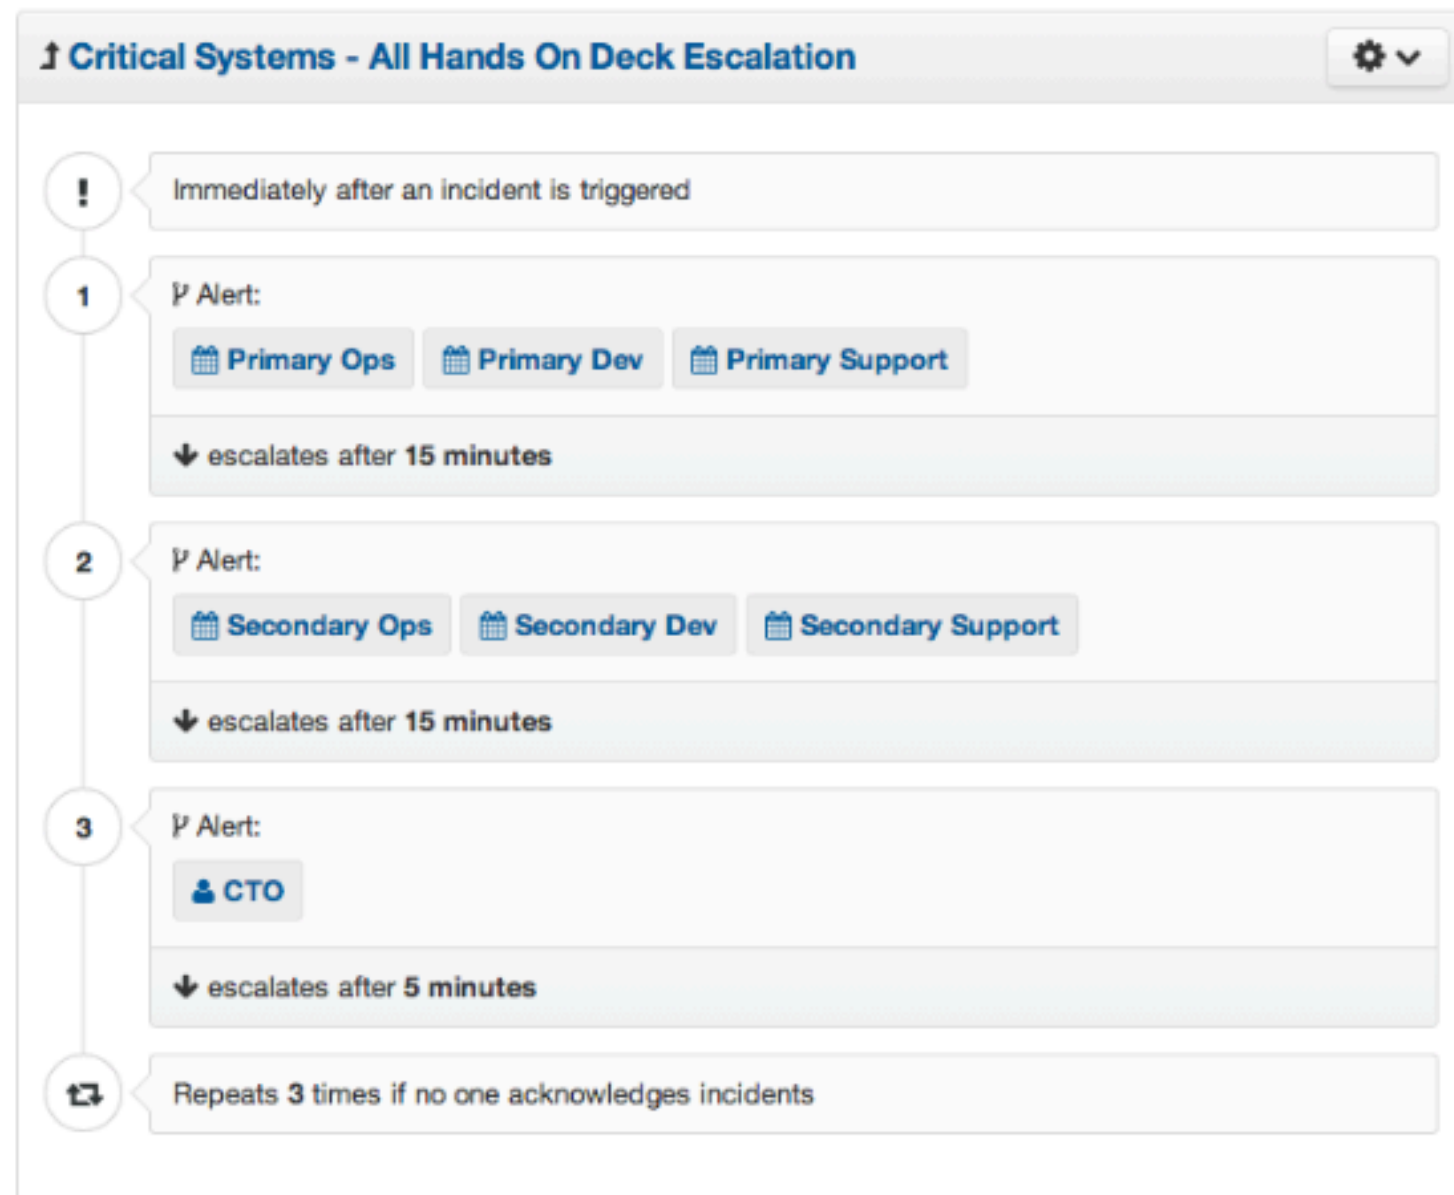 Critical Systems - All Hands On Deck Escalation
!
Immediately after an incident is triggered
1
Alert:
Primary Ops Primary Dev Primary Support
escalates after 15 minutes
2
Alert:
Secondary Ops Secondary Dev Secondary Support
escalates after 15 minutes
3
Alert:
CTO
escalates after 5 minutes
Repeats 3 times if no one acknowledges incidents